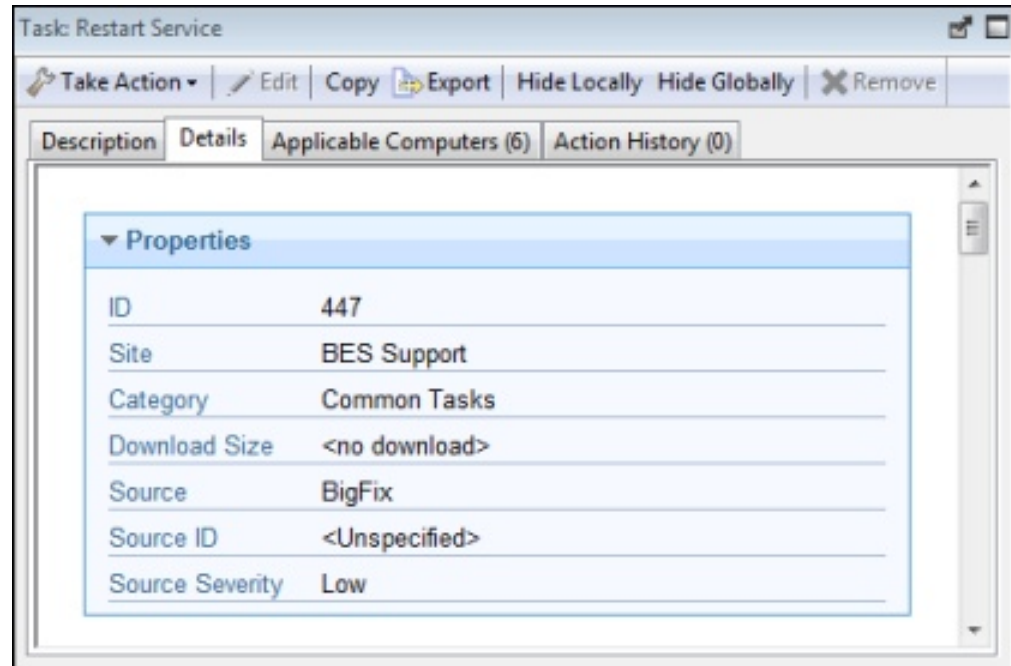 Task: Restart Service
Take Action Edit Copy Export Hide Locally Hide Globally Remove
Description Details Applicable Computers (6) Action History (0)
Properties
ID 447
Site BES Support
Category Common Tasks
Download Size <no download>
Source BigFix
Source ID <Unspecified>
Source Severity Low